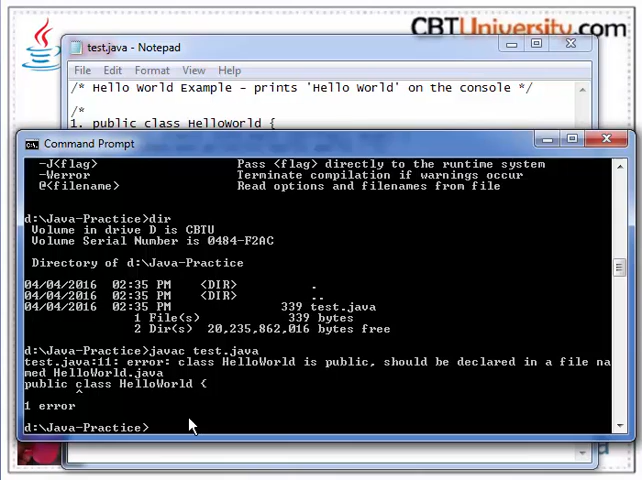 CBTUniversity.com
test.java - Notepad
File Edit Format View Help
/* Hello World Example - prints 'Hello World' on the console */
/*
1. public class HelloWorld {
Command Prompt
-J<flag> Pass <flag> directly to the runtime system
-Werror Terminate compilation if warnings occur
@<filename> Read options and filenames from file
d:\Java-Practice>dir
Volume in drive D is CBTU
Volume Serial Number is 0484-F2AC
Directory of d:\Java-Practice
04/04/2016 02:35 PM <DIR> .
04/04/2016 02:35 PM <DIR> ..
04/04/2016 02:35 PM 339 test.java
1 File(s) 339 bytes
2 Dir(s) 20,235,862,016 bytes free
d:\Java-Practice>javac test.java
test.java:11: error: class HelloWorld is public, should be declared in a file na
med HelloWorld.java
public class HelloWorld {
^
1 error
d:\Java-Practice>